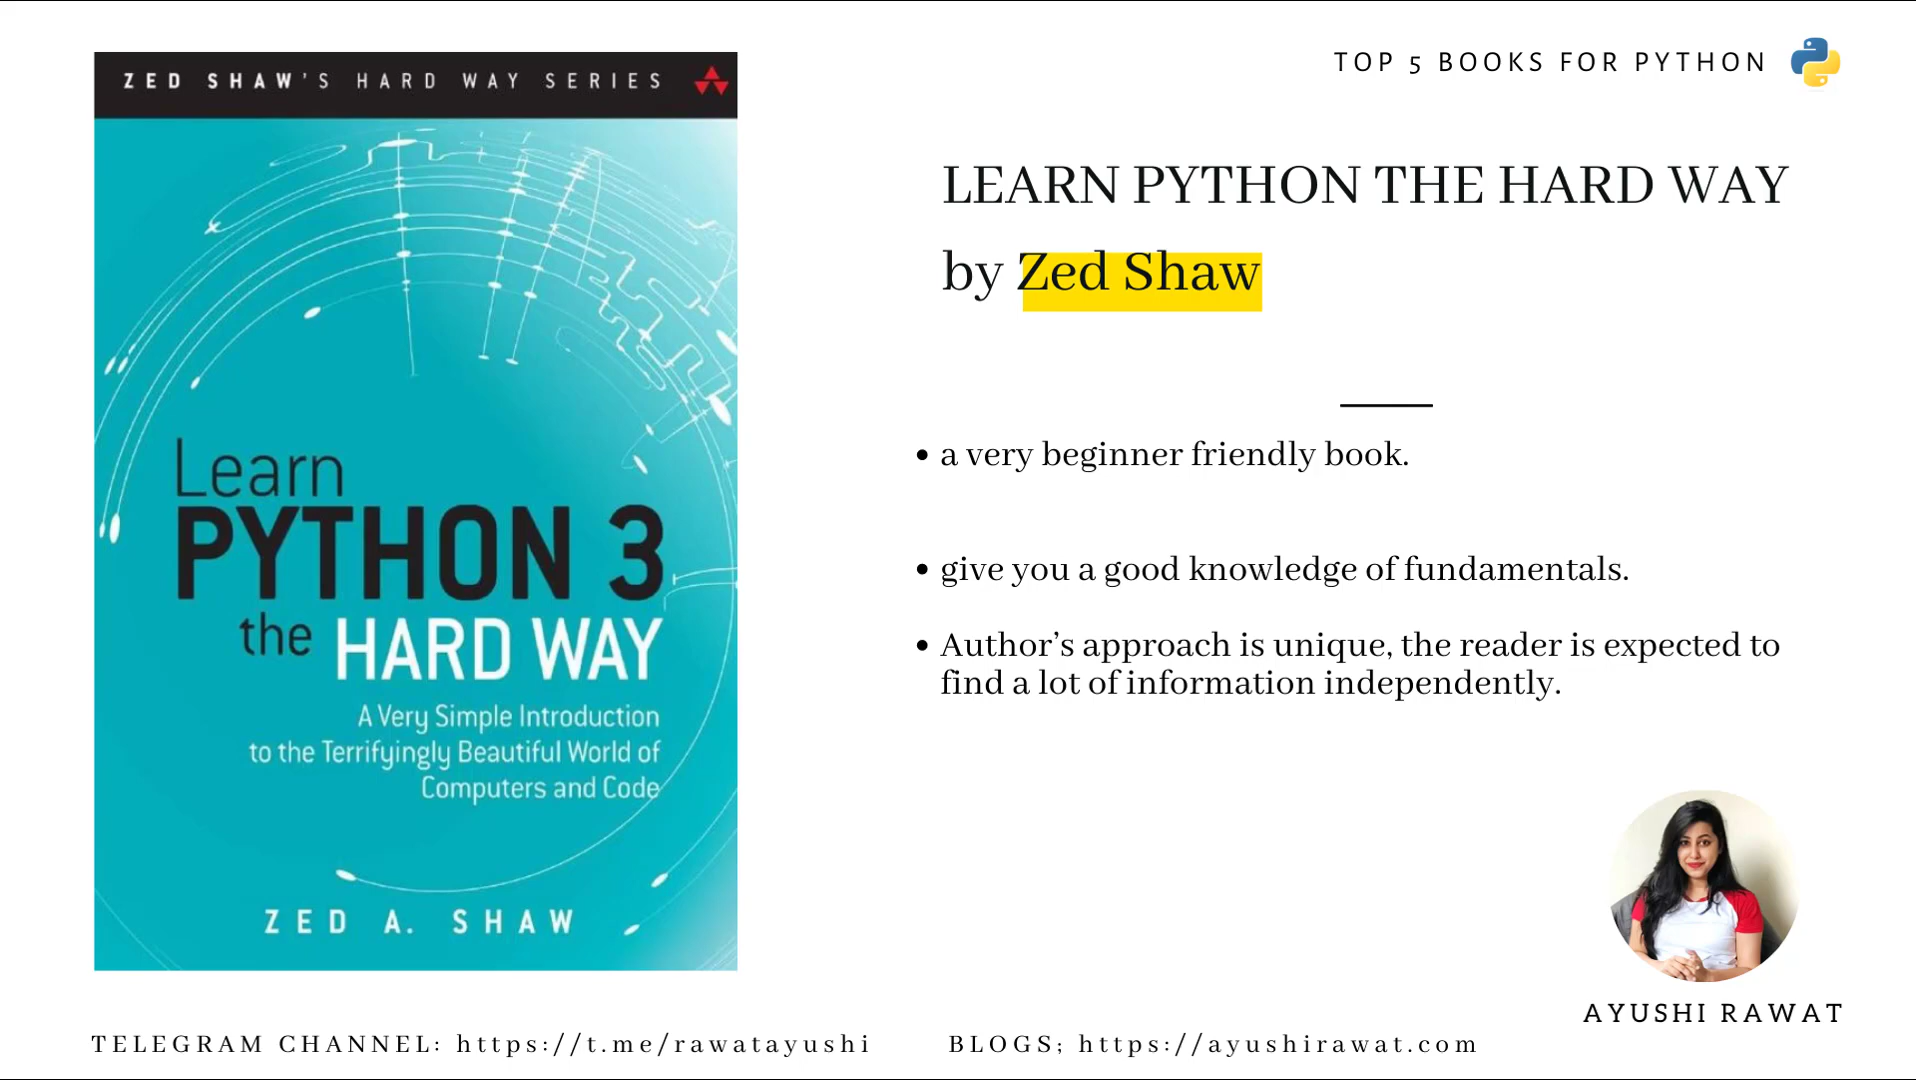 ZED SHAW'S HARD WAY SERIES
Learn
PYTHON 3
the HARD WAY
A Very Simple Introduction
to the Terrifyingly Beautiful World of
Computers and Code
ZED A. SHAW
TOP 5 BOOKS FOR PYTHON
LEARN PYTHON THE HARD WAY
by Zed Shaw
• a very beginner friendly book.
• give you a good knowledge of fundamentals.
• Author’s approach is unique, the reader is expected to
find a lot of information independently.
AYUSHI RAWAT
TELEGRAM CHANNEL: https://t.me/rawatayushi
BLOGS; https://ayushirawat.com